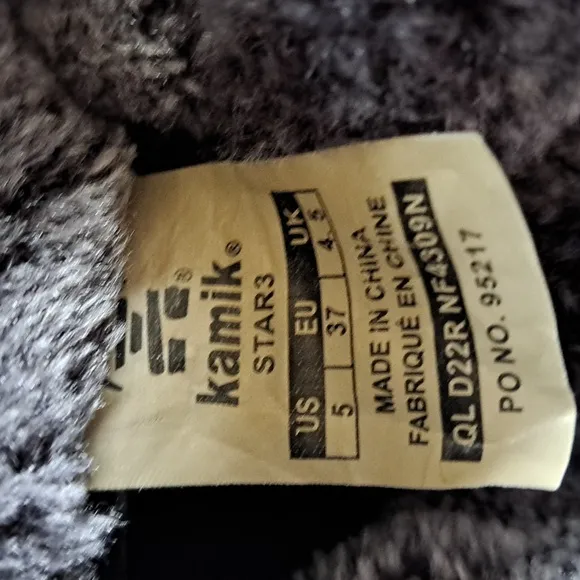 ®
kamik®
STAR3
US EU UK
5 37 4.5
MADE IN CHINA
FABRIQUÉ EN CHINE
QL D22R NF4309N
PO NO. 95217